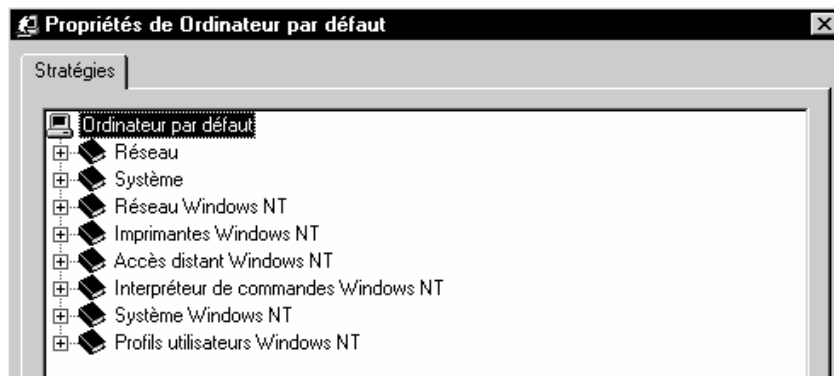 Propriétés de Ordinateur par défaut
Stratégies
Ordinateur par défaut
Réseau
Système
Réseau Windows NT
Imprimantes Windows NT
Accès distant Windows NT
Interpréteur de commandes Windows NT
Système Windows NT
Profils utilisateurs Windows NT